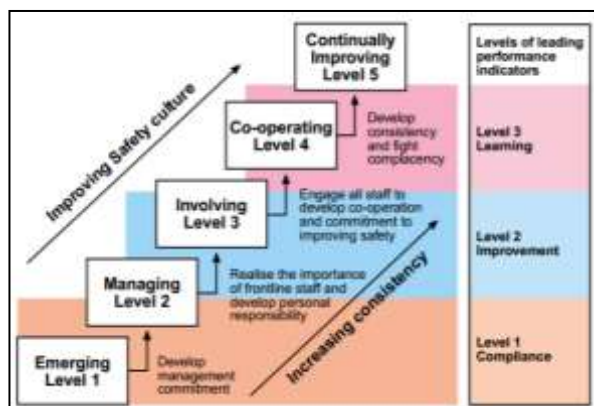 Continually
Improving
Level 5
Levels of leading
performance
indicators
Improving Safety culture
Co-operating
Level 4
Develop
consistency
and fight
complacency
Level 3
Learning
Involving
Level 3
Engage all staff to
develop co-operation
and commitment to
improving safety
Level 2
Improvement
Managing
Level 2
Realise the importance
of frontline staff and
develop personal
responsibility
Increasing consistency
Emerging
Level 1
Develop
management
commitment
Level 1
Compliance